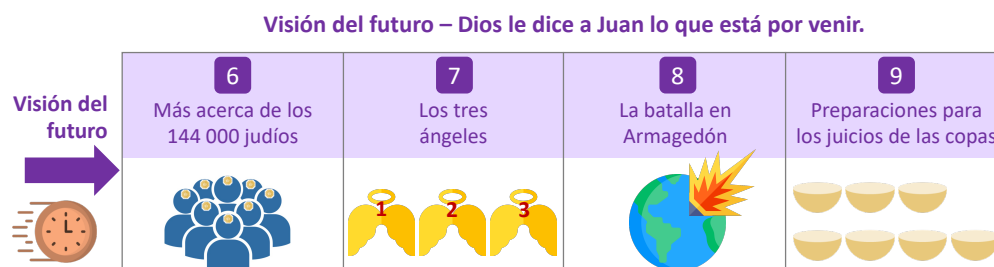 Visión del futuro – Dios le dice a Juan lo que está por venir.
Visión del
futuro
6
Más acerca de los
144 000 judíos
7
Los tres
ángeles
8
La batalla en
Armagedón
9
Preparaciones para
los juicios de las copas
1 2 3